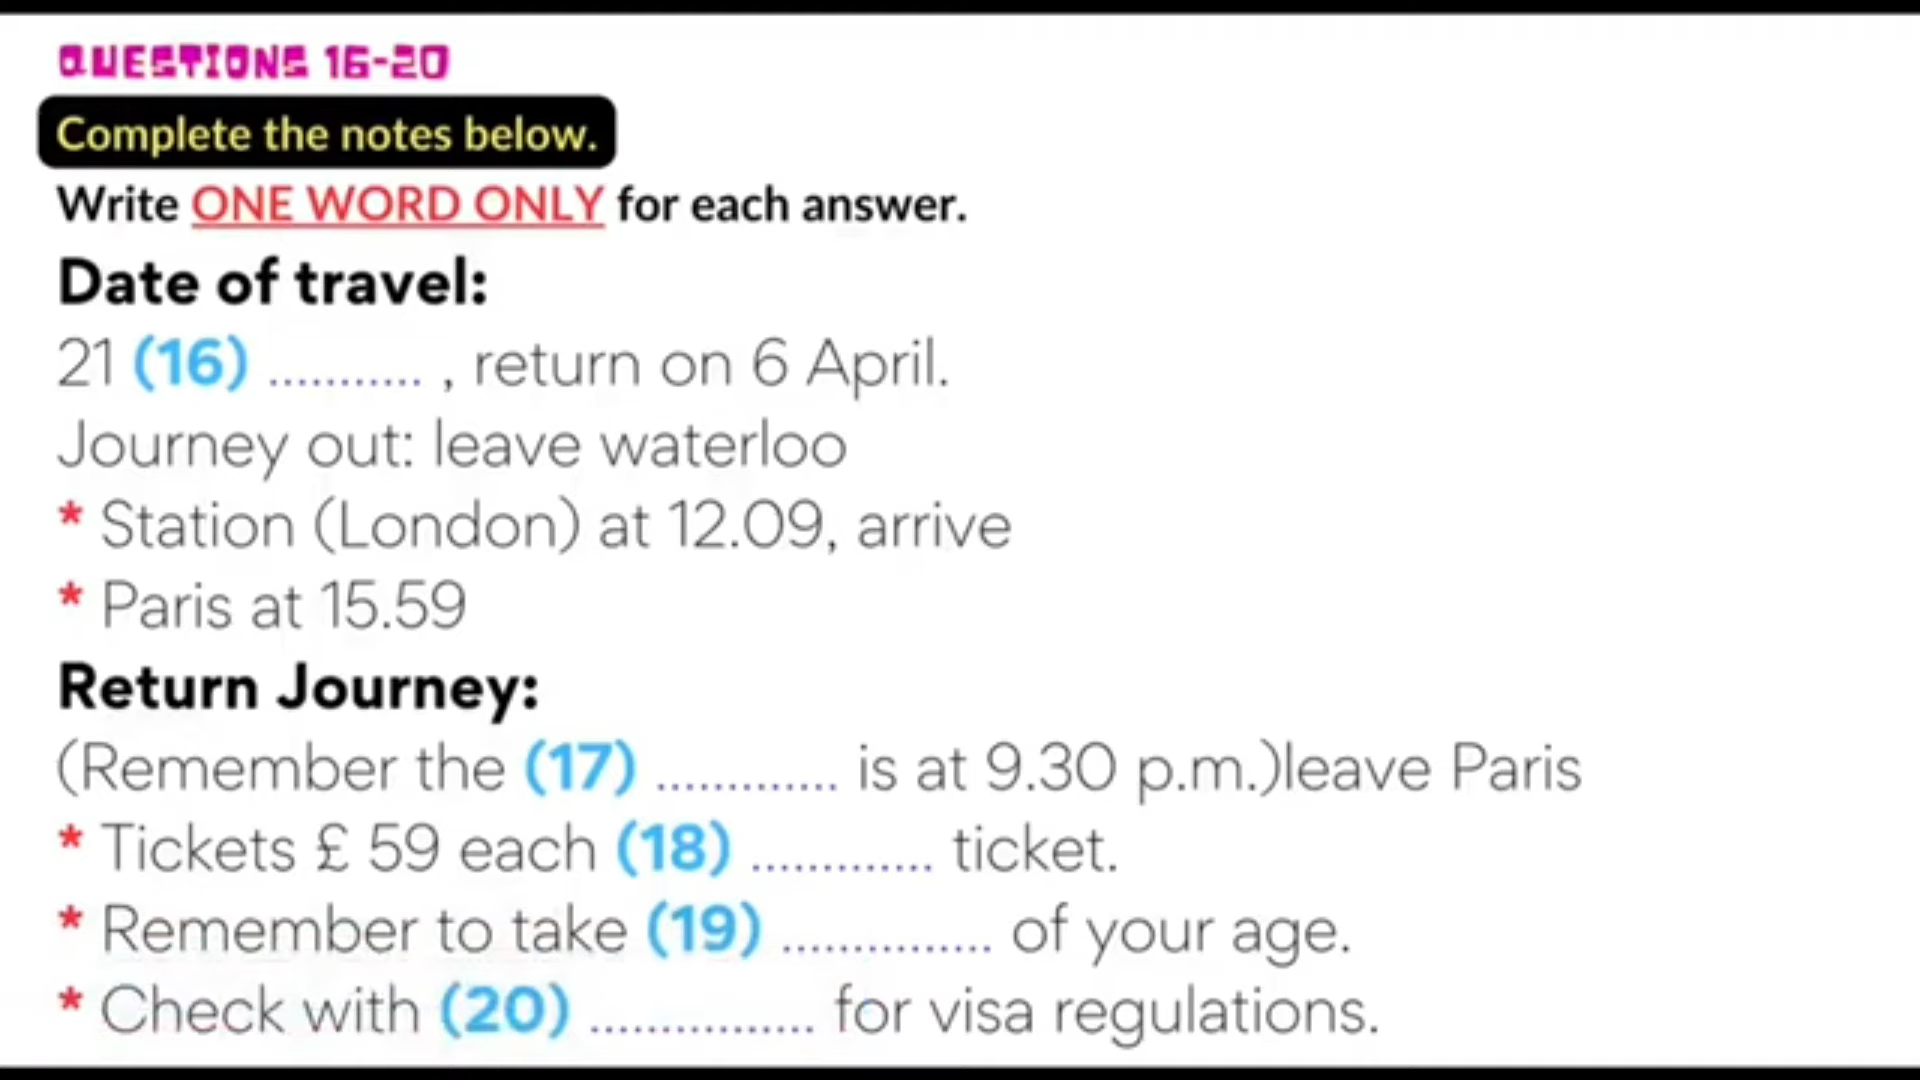 QUESTIONS 16-20
Complete the notes below.
Write ONE WORD ONLY for each answer.
Date of travel:
21 (16) ........... , return on 6 April.
Journey out: leave waterloo
* Station (London) at 12.09, arrive
* Paris at 15.59
Return Journey:
(Remember the (17) ............. is at 9.30 p.m.)leave Paris
* Tickets £ 59 each (18) ............. ticket.
* Remember to take (19) ............... of your age.
* Check with (20) ................ for visa regulations.